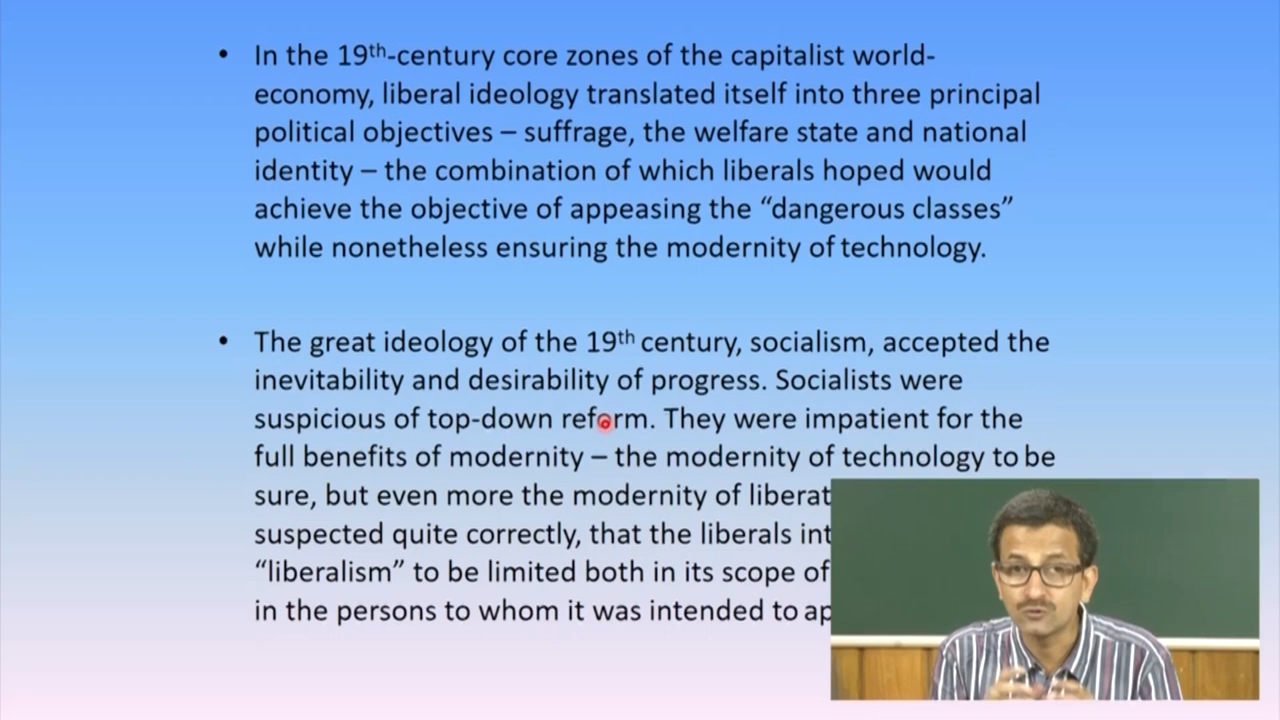 • In the 19th-century core zones of the capitalist world-
economy, liberal ideology translated itself into three principal
political objectives – suffrage, the welfare state and national
identity – the combination of which liberals hoped would
achieve the objective of appeasing the “dangerous classes”
while nonetheless ensuring the modernity of technology.
• The great ideology of the 19th century, socialism, accepted the
inevitability and desirability of progress. Socialists were
suspicious of top-down reform. They were impatient for the
full benefits of modernity – the modernity of technology to be
sure, but even more the modernity of liberat
suspected quite correctly, that the liberals int
“liberalism” to be limited both in its scope of
in the persons to whom it was intended to ap